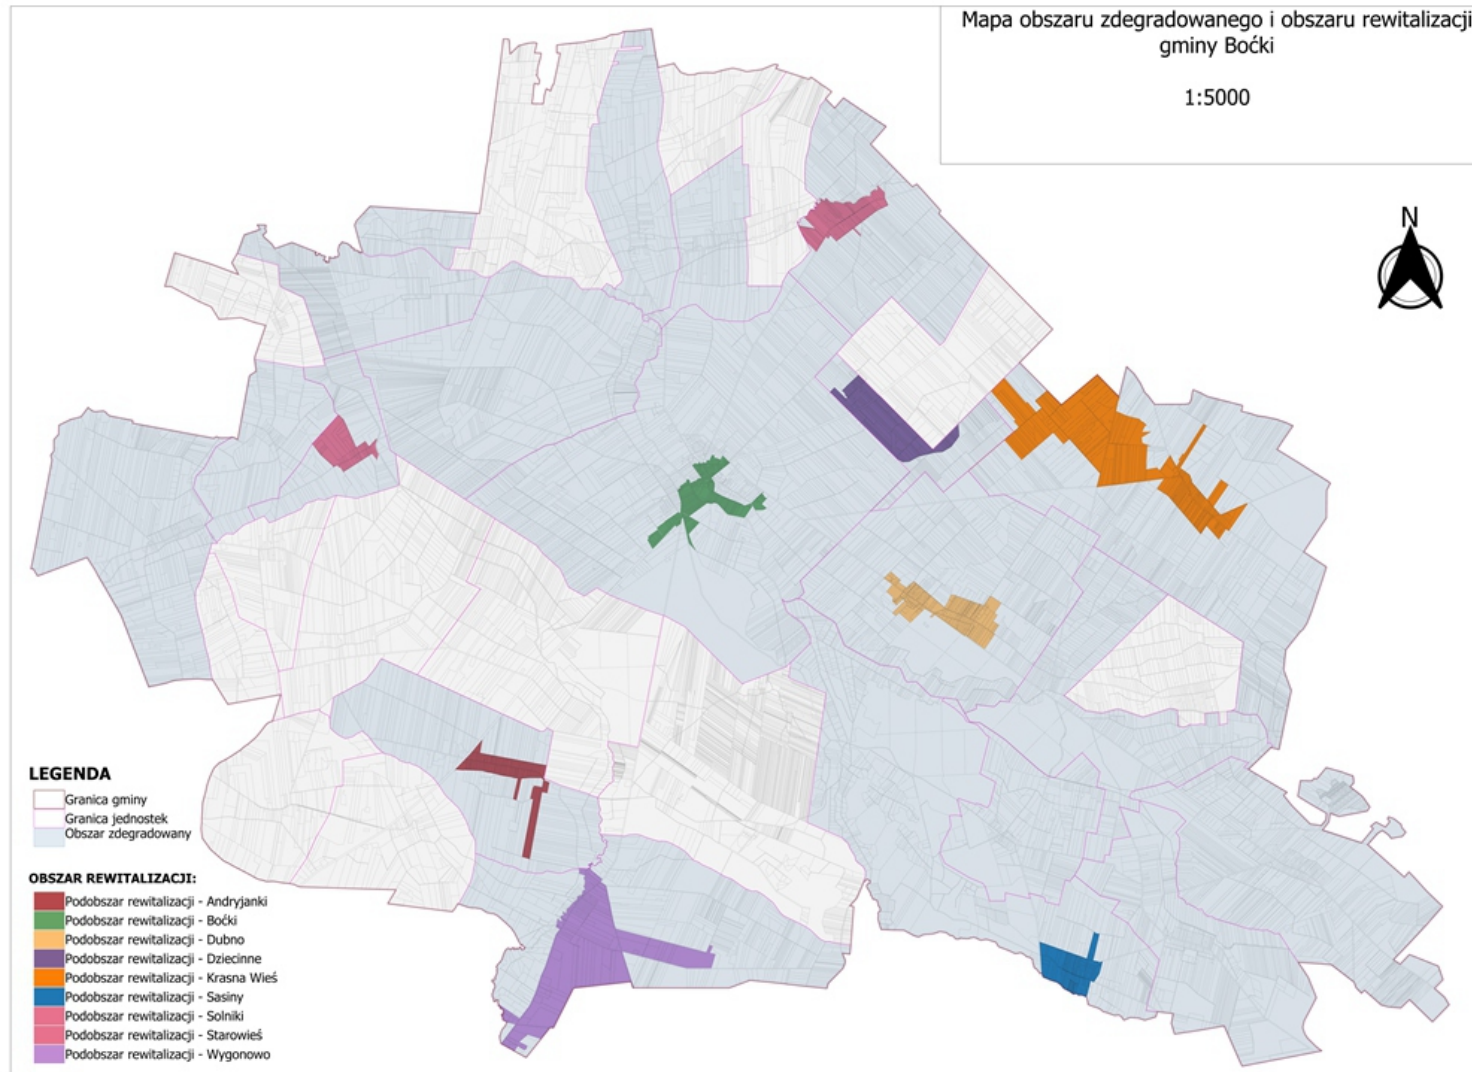 Mapa obszaru zdegradowanego i obszaru rewitalizacji
gminy Boćki
1:5000
N
LEGENDA
Granica gminy
Granica jednostek
Obszar zdegradowany
OBSZAR REWITALIZACJI:
Podobszar rewitalizacji - Andryjanki
Podobszar rewitalizacji - Boćki
Podobszar rewitalizacji - Dubno
Podobszar rewitalizacji - Dziecinne
Podobszar rewitalizacji - Krasna Wieś
Podobszar rewitalizacji - Sasiny
Podobszar rewitalizacji - Solniki
Podobszar rewitalizacji - Starowieś
Podobszar rewitalizacji - Wygonowo